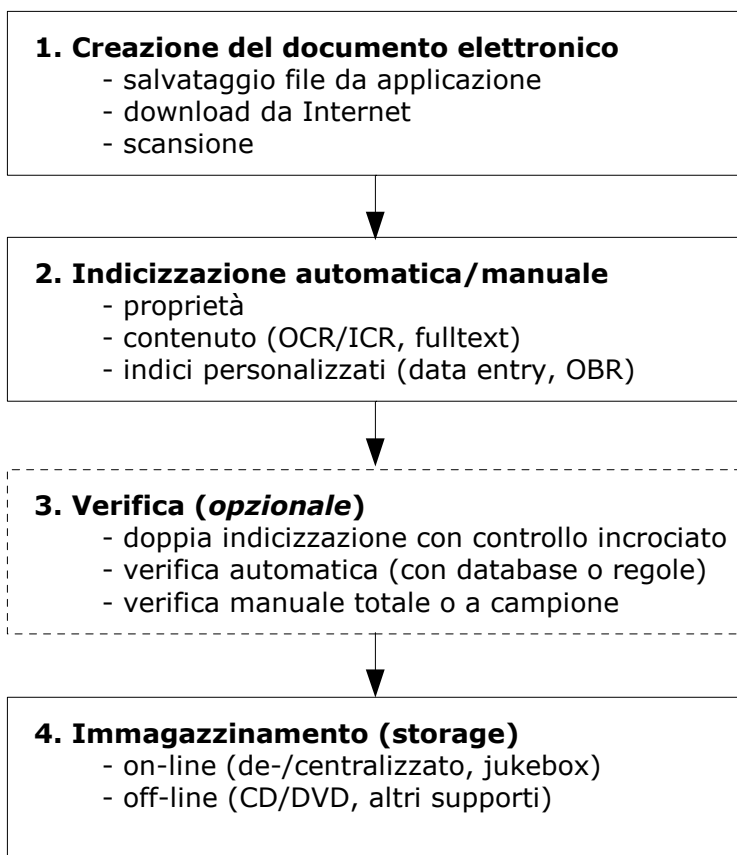 1. Creazione del documento elettronico
- salvataggio file da applicazione
- download da Internet
- scansione
2. Indicizzazione automatica/manuale
- proprietà
- contenuto (OCR/ICR, fulltext)
- indici personalizzati (data entry, OBR)
3. Verifica (opzionale)
- doppia indicizzazione con controllo incrociato
- verifica automatica (con database o regole)
- verifica manuale totale o a campione
4. Immagazzinamento (storage)
- on-line (de-/centralizzato, jukebox)
- off-line (CD/DVD, altri supporti)